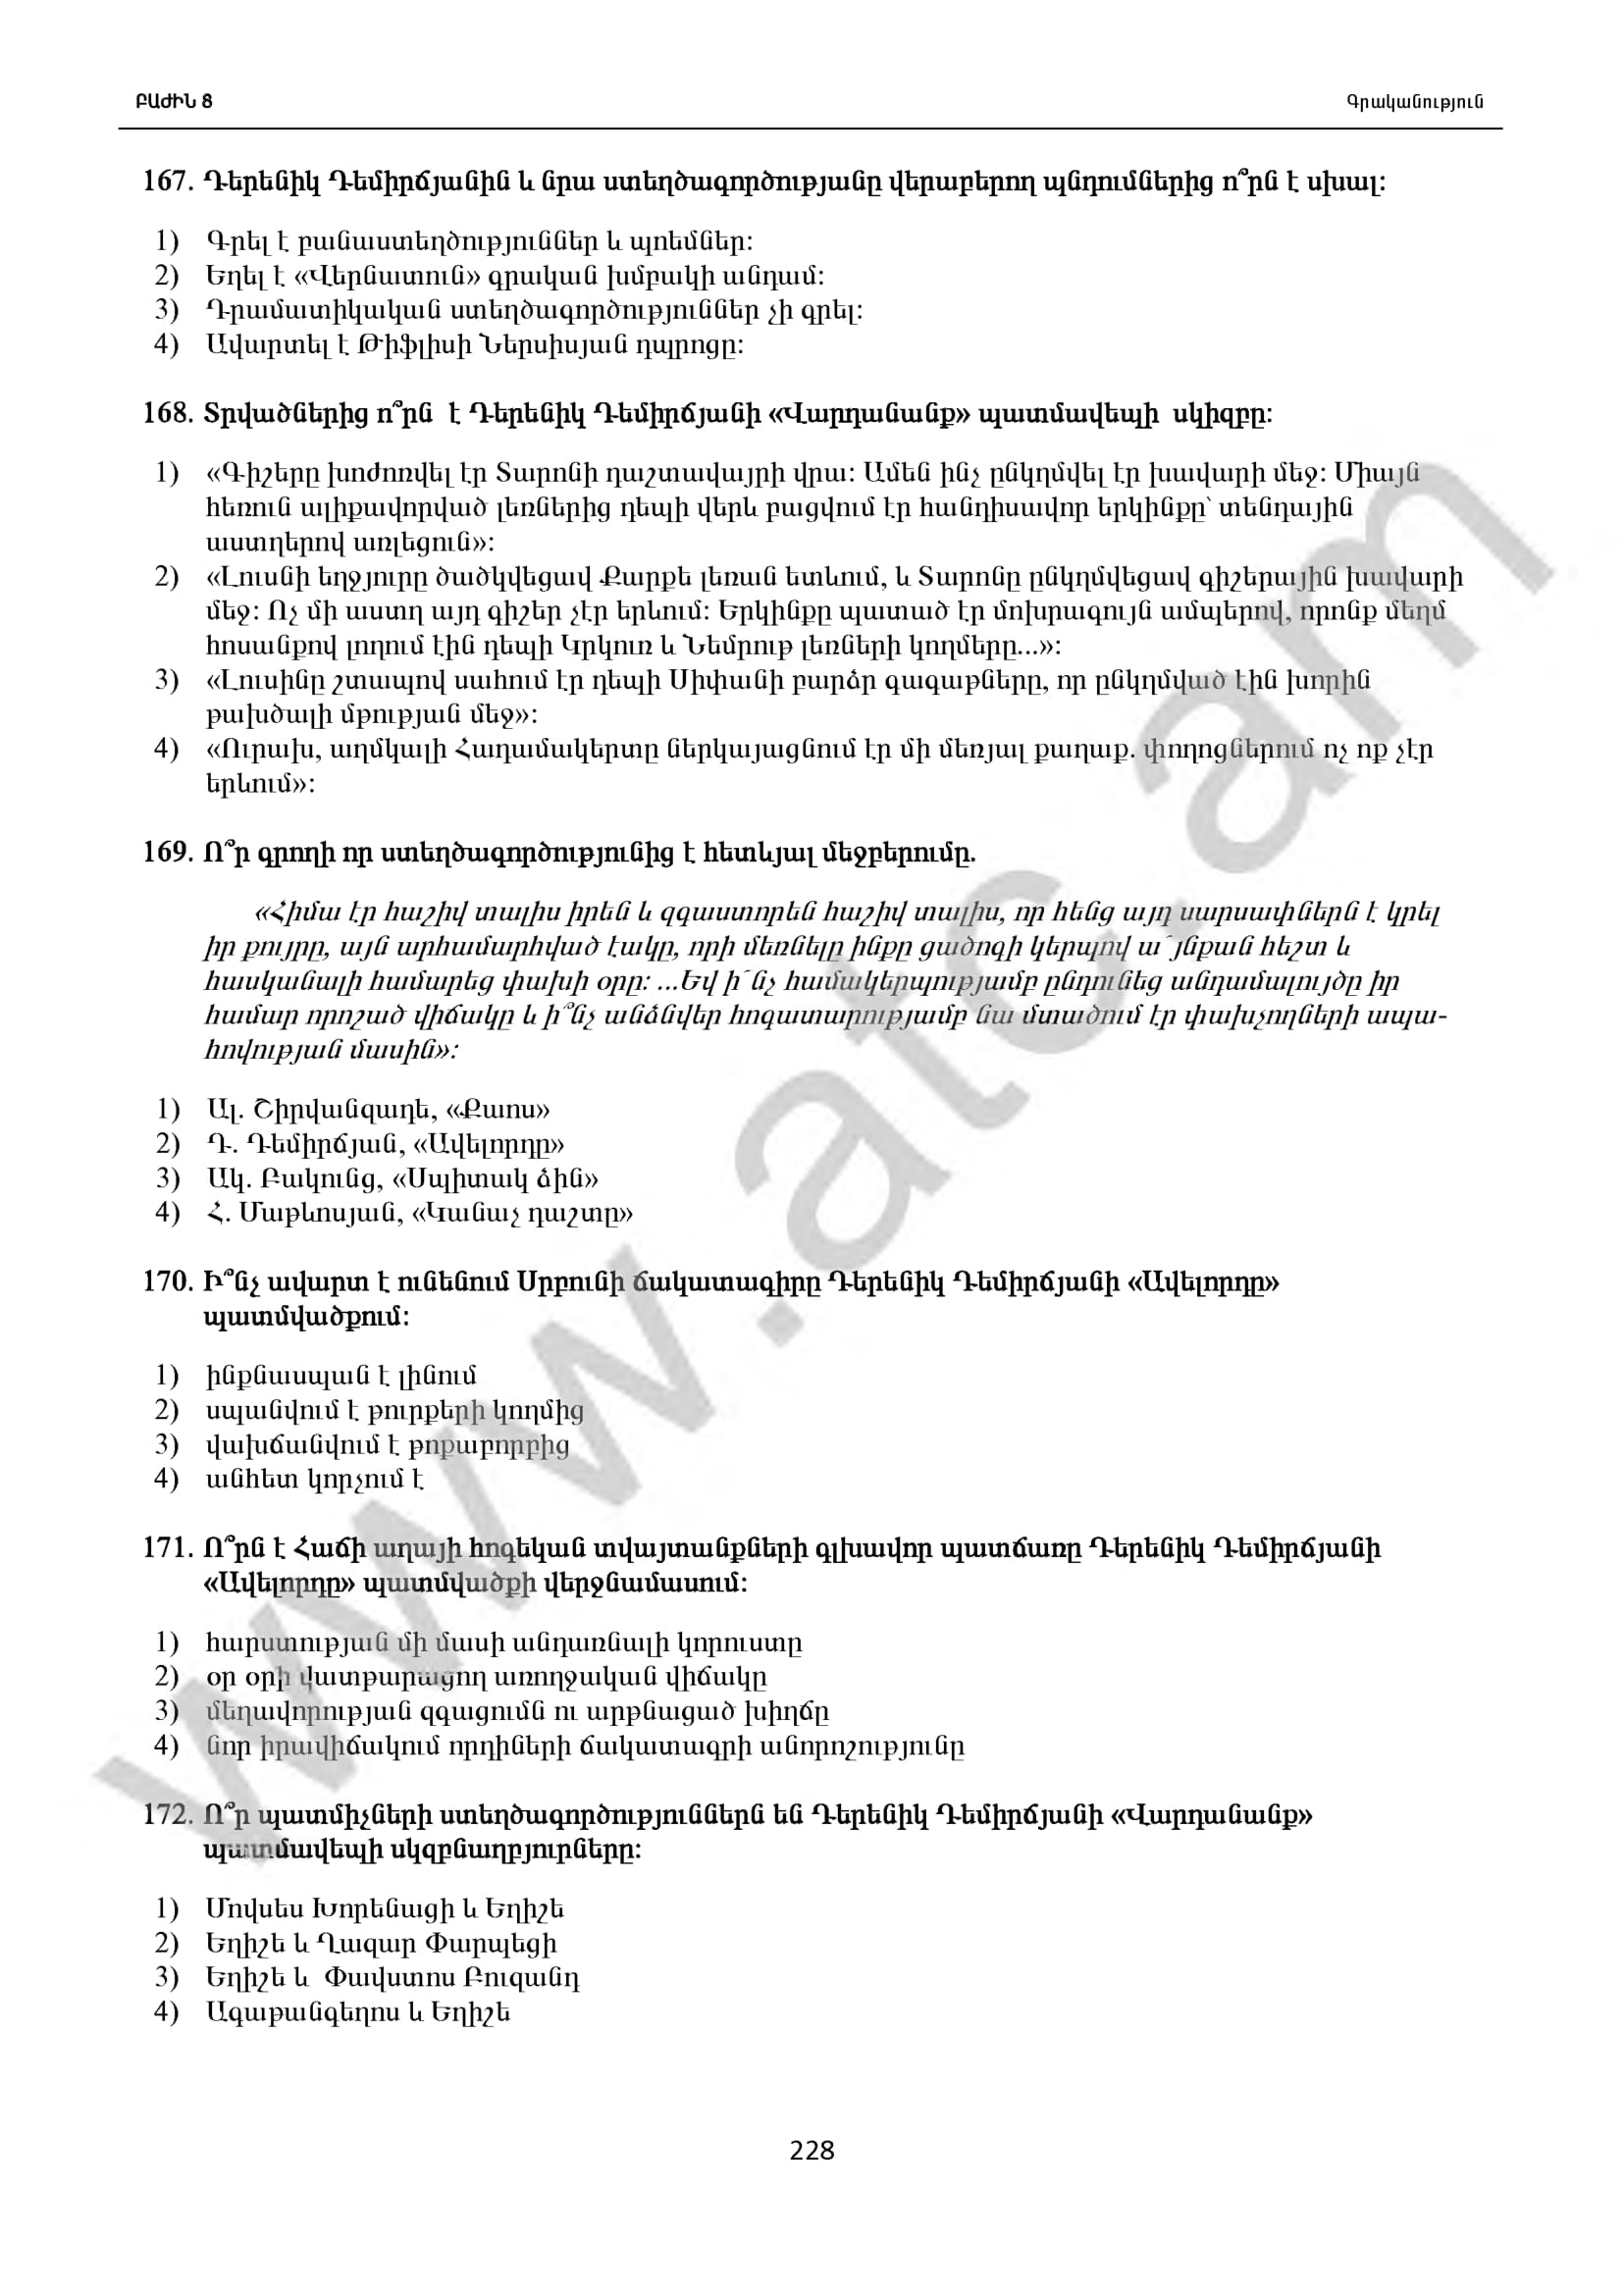 ԲԱԺԻՆ 8
Գրականություն
167. Դերենիկ Դեմիրճյանին և նրա ստեղծագործությանը վերաբերող պնդումներից ո՞րն է սխալ:
1) Գրել է բանաստեղծություններ և պոեմներ:
2) Եղել է «Վերնատուն» գրական խմբակի անդամ:
3) Դրամատիկական ստեղծագործություններ չի գրել:
4) Ավարտել է Թիֆլիսի Ներսիսյան դպրոցը:
168. Տրվածներից ո՞րն է Դերենիկ Դեմիրճյանի «Վարդանանք» պատմավեպի սկիզբը:
1) «Գիշերը խոժոռվել էր Տարոնի դաշտավայրի վրա: Ամեն ինչ ընկղմվել էր խավարի մեջ: Միայն
հեռուն ալիքավորված լեռներից դեպի վերև բացվում էր հանդիսավոր երկինքը՝ տենդային
աստղերով առլեցուն»:
2) «Լուսնի եղջյուրը ծածկվեցավ Քարքե լեռան ետևում, և Տարոնը ընկղմվեցավ գիշերային խավարի
մեջ: Ոչ մի աստղ այդ գիշեր չէր երևում: Երկինքը պատած էր մոխրագույն ամպերով, որոնք մեղմ
հոսանքով լողում էին դեպի Կրկուռ և Նեմրութ լեռների կողմերը...»:
3) «Լուսինը շտապով սահում էր դեպի Սիփանի բարձր գագաթները, որ ընկղմված էին խորին
թախծալի մթության մեջ»:
4) «Ուրախ, աղմկալի Հադամակերտը ներկայացնում էր մի մեռյալ քաղաք. փողոցներում ոչ ոք չէր
երևում»:
169. Ո՞ր գրողի որ ստեղծագործությունից է հետևյալ մեջբերումը.
«Հիմա էր հաշիվ տալիս իրեն և զգաստորեն հաշիվ տալիս, որ հենց այդ սարսափներն է կրել
իր քույրը, այն արհամարհված էակը, որի մեռնելը ինքը ցածոգի կերպով ա՜յնքան հեշտ և
հասկանալի համարեց փախի օրը: ...Եվ ի՜նչ համակերպությամբ ընդունեց անդամալույծը իր
համար որոշած վիճակը և ի՞նչ անձնվեր հոգատարությամբ նա մտածում էր փախչողների ապա-
հովության մասին»:
1) Ալ. Շիրվանզադե, «Քաոս»
2) Դ. Դեմիրճյան, «Ավելորդը»
3) Ակ. Բակունց, «Սպիտակ ձին»
4) Հ. Մաթևոսյան, «Կանաչ դաշտը»
170. Ի՞նչ ավարտ է ունենում Սրբունի ճակատագիրը Դերենիկ Դեմիրճյանի «Ավելորդը»
պատմվածքում:
1) ինքնասպան է լինում
2) սպանվում է թուրքերի կողմից
3) վախճանվում է թոքաբորբից
4) անհետ կորչում է
171. Ո՞րն է Հաճի աղայի հոգեկան տվայտանքների գլխավոր պատճառը Դերենիկ Դեմիրճյանի
«Ավելորդը» պատմվածքի վերջնամասում:
1) հարստության մի մասի անդառնալի կորուստը
2) օր օրի վատթարացող առողջական վիճակը
3) մեղավորության զգացումն ու արթնացած խիղճը
4) նոր իրավիճակում որդիների ճակատագրի անորոշությունը
172. Ո՞ր պատմիչների ստեղծագործություններն են Դերենիկ Դեմիրճյանի «Վարդանանք»
պատմավեպի սկզբնաղբյուրները:
1) Մովսես Խորենացի և Եղիշե
2) Եղիշե և Ղազար Փարպեցի
3) Եղիշե և Փավստոս Բուզանդ
4) Ագաթանգեղոս և Եղիշե
228
www.atc.am